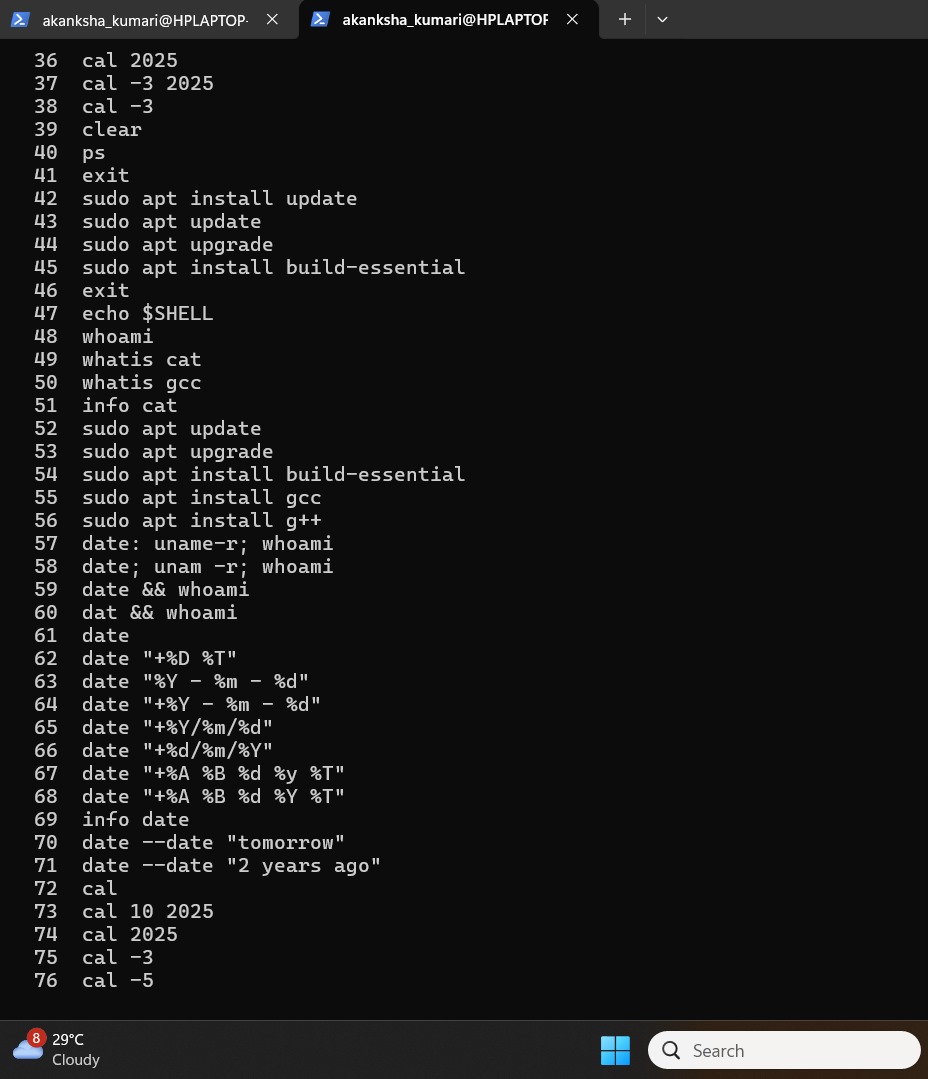 akanksha_kumari@HPLAPTOP-
akanksha_kumari@HPLAPTOP
36 cal 2025
37 cal -3 2025
38 cal -3
39 clear
40 ps
41 exit
42 sudo apt install update
43 sudo apt update
44 sudo apt upgrade
45 sudo apt install build-essential
46 exit
47 echo $SHELL
48 whoami
49 whatis cat
50 whatis gcc
51 info cat
52 sudo apt update
53 sudo apt upgrade
54 sudo apt install build-essential
55 sudo apt install gcc
56 sudo apt install g++
57 date: uname-r; whoami
58 date; unam -r; whoami
59 date && whoami
60 dat && whoami
61 date
62 date "+%D %T"
63 date "%Y - %m - %d"
64 date "+%Y - %m - %d"
65 date "+%Y/%m/%d"
66 date "+%d/%m/%Y"
67 date "+%A %B %d %y %T"
68 date "+%A %B %d %Y %T"
69 info date
70 date --date "tomorrow"
71 date --date "2 years ago"
72 cal
73 cal 10 2025
74 cal 2025
75 cal -3
76 cal -5
8
29°C
Cloudy
Search